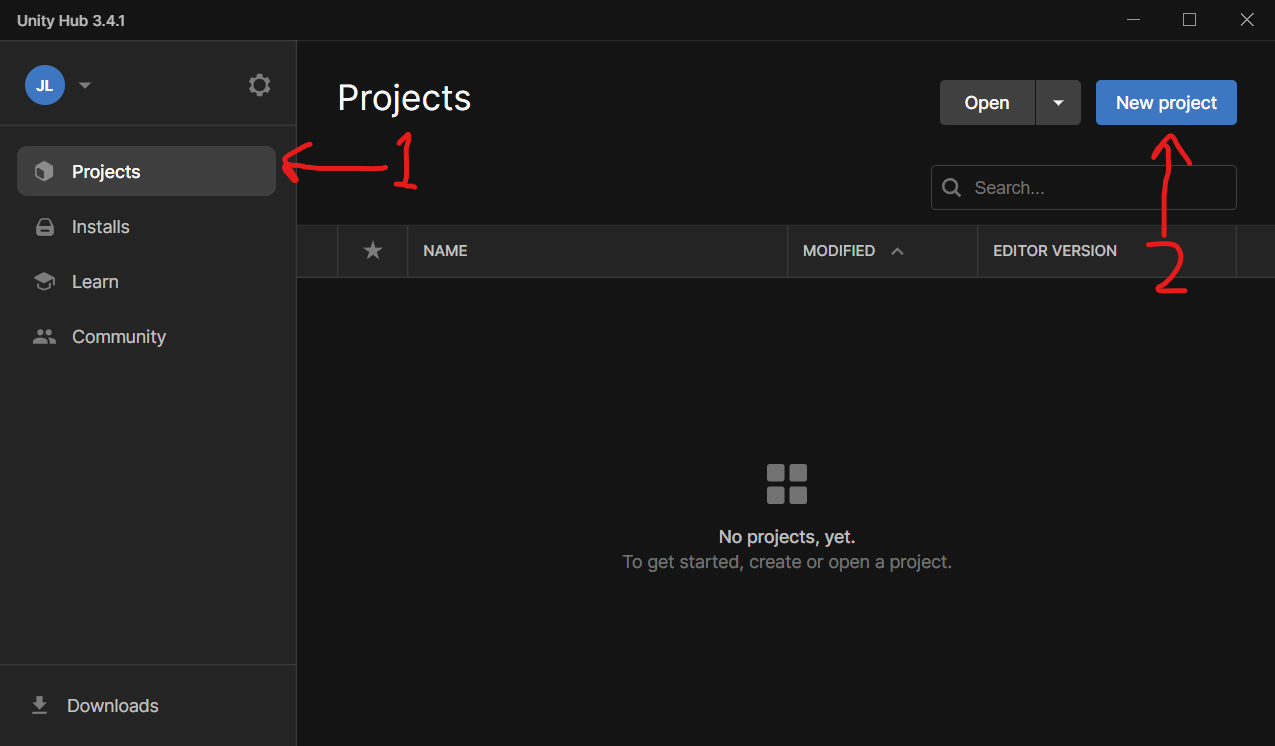 Unity Hub 3.4.1
JL
Projects
Open
New project
Projects
1
Installs
Search...
Learn
NAME
MODIFIED
EDITOR VERSION
2
Community
No projects, yet.
To get started, create or open a project.
Downloads